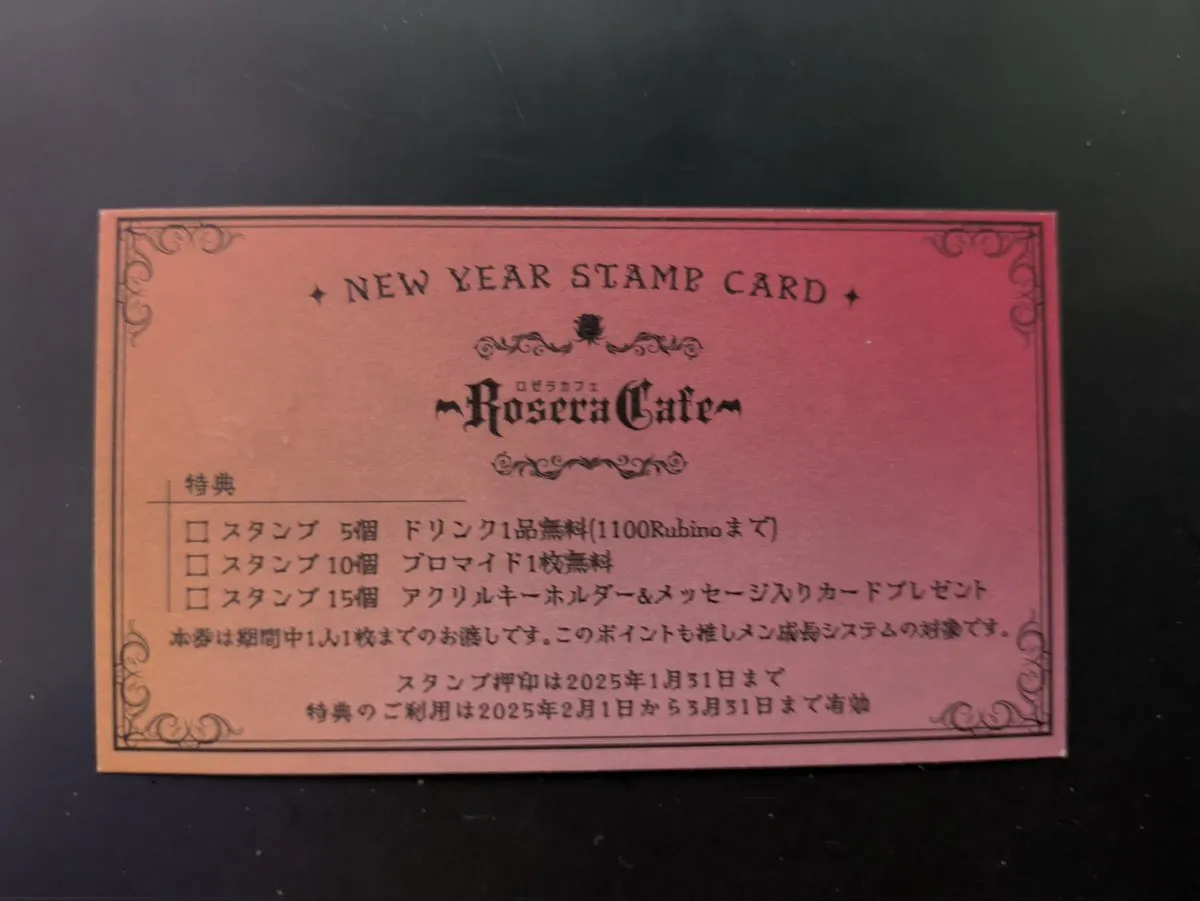 NEW YEAR STAMP CARD
ロゼラカフェ
Rosera Cafe
特典
□ スタンプ 5個 ドリンク1品無料(1100Rubinoまで)
□ スタンプ 10個 ブロマイド1枚無料
□ スタンプ 15個 アクリルキーホルダー&メッセージ入りカードプレゼント
本券は期間中1人1枚までのお渡しです。このポイントも推しメン成長システムの対象です。
スタンプ押印は2025年1月31日まで
特典のご利用は2025年2月1日から3月31日まで有効